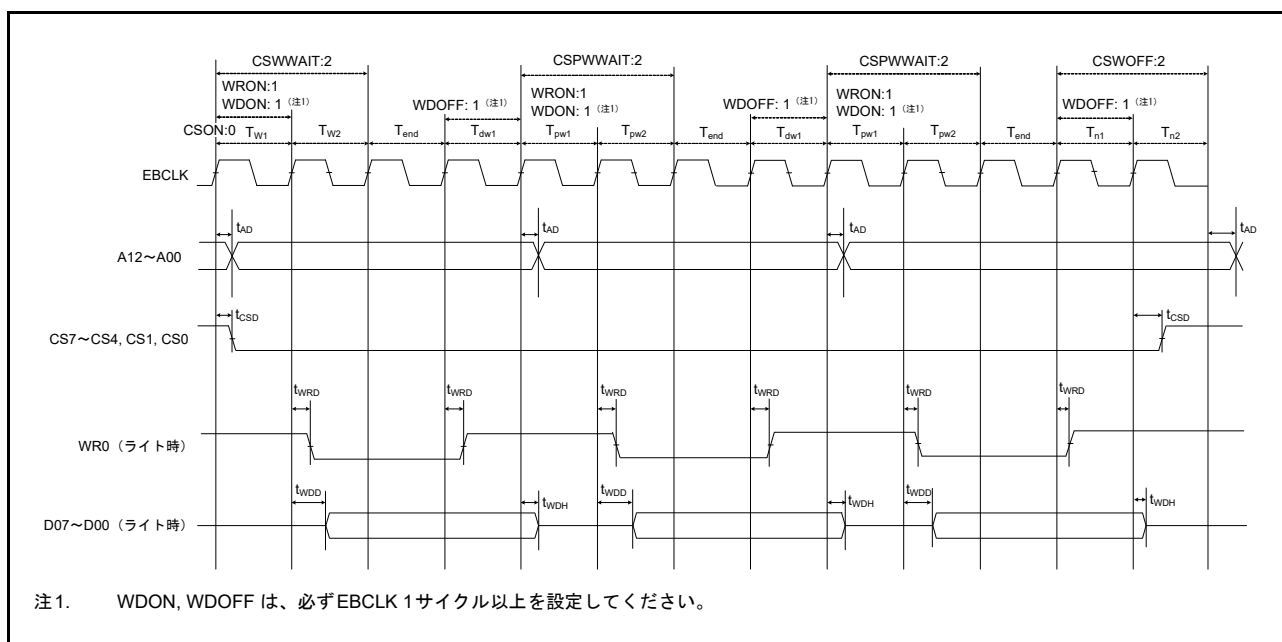 CSWWAIT:2 CSPWWAIT:2 CSPWWAIT:2 CSWOFF:2
WRON:1 WRON:1 WRON:1
WDON: 1 (注1) WDOFF: 1 (注1) WDON: 1 (注1) WDOFF: 1 (注1) WDON: 1 (注1) WDOFF: 1 (注1)
CSON:0 TW1 TW2 Tend Tdw1 Tpw1 Tpw2 Tend Tdw1 Tpw1 Tpw2 Tend Tn1 Tn2
EBCLK
tAD tAD tAD tAD
A12～A00
tCSD tCSD
CS7～CS4, CS1, CS0
tWRD tWRD tWRD tWRD tWRD tWRD
WR0（ライト時）
tWDD tWDH tWDD tWDH tWDD tWDH
D07～D00（ライト時）
注1. WDON, WDOFF は、必ずEBCLK 1サイクル以上を設定してください。